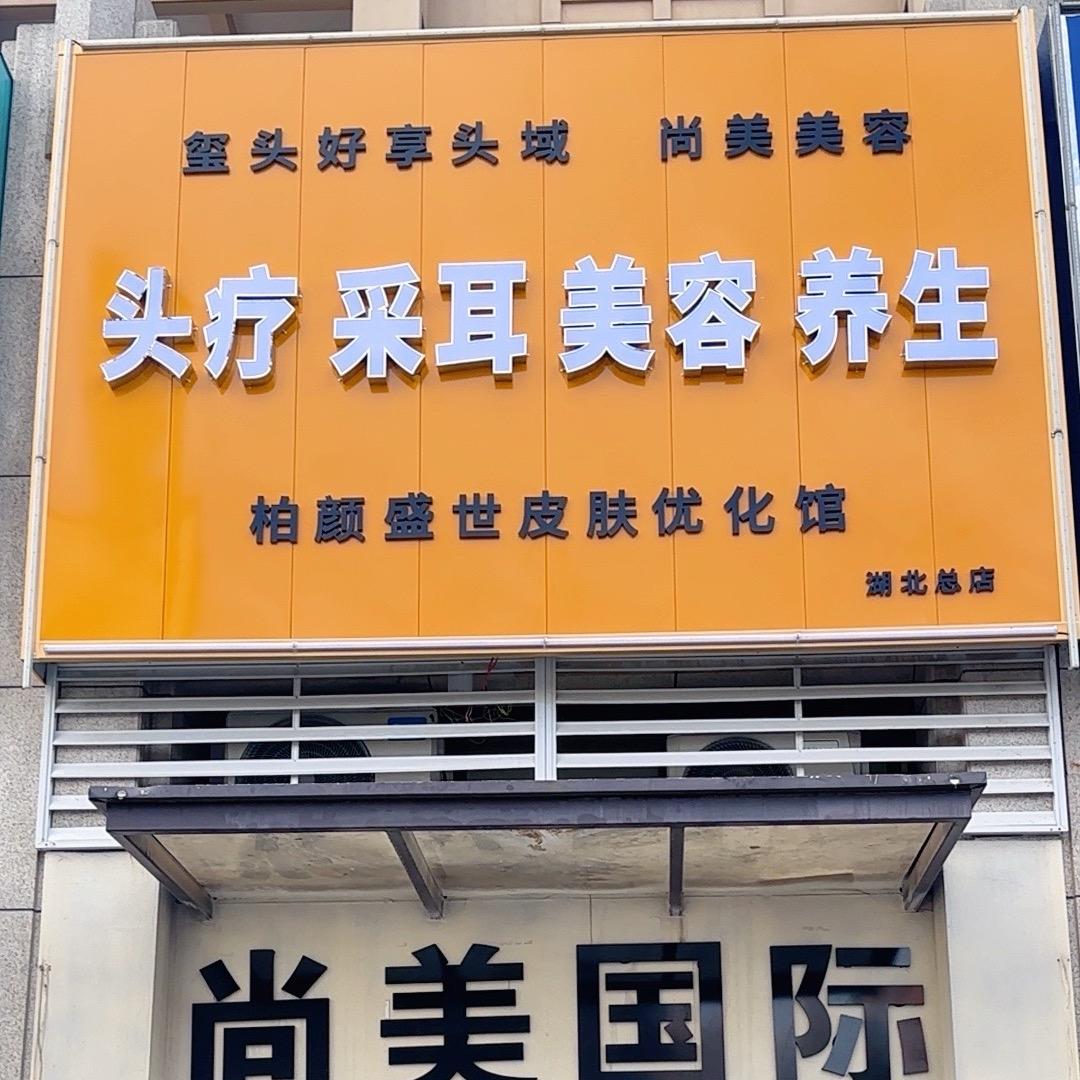 玺头好享头域 尚美美容
头疗 采耳 美容 养生
柏颜盛世皮肤优化馆
湖北总店
尚美国际